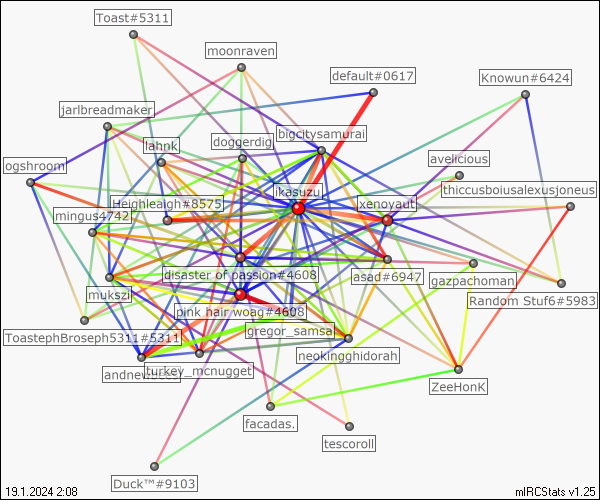 Toast#5311
moonraven
default#0617
Knowun#6424
jarlbreadmaker
bigcitysamurai
lahnk
doggerdig
avelicious
ogshroom
ikasuzu
thiccusboiusalexusjoneus
Heighleaigh#8575
xenoyaut
mingus4742
disaster of passion#4608
asad#6947
gazpachoman
mukszi
Random Stuf6#5983
pink hair woag#4608
gregor_samsa
ToastephBroseph5311#5311
neokingghidorah
turkey_mcnugget
ZeeHonK
facadas.
tescoroll
Duck™#9103
19.1.2024 2:08
mIRCStats v1.25